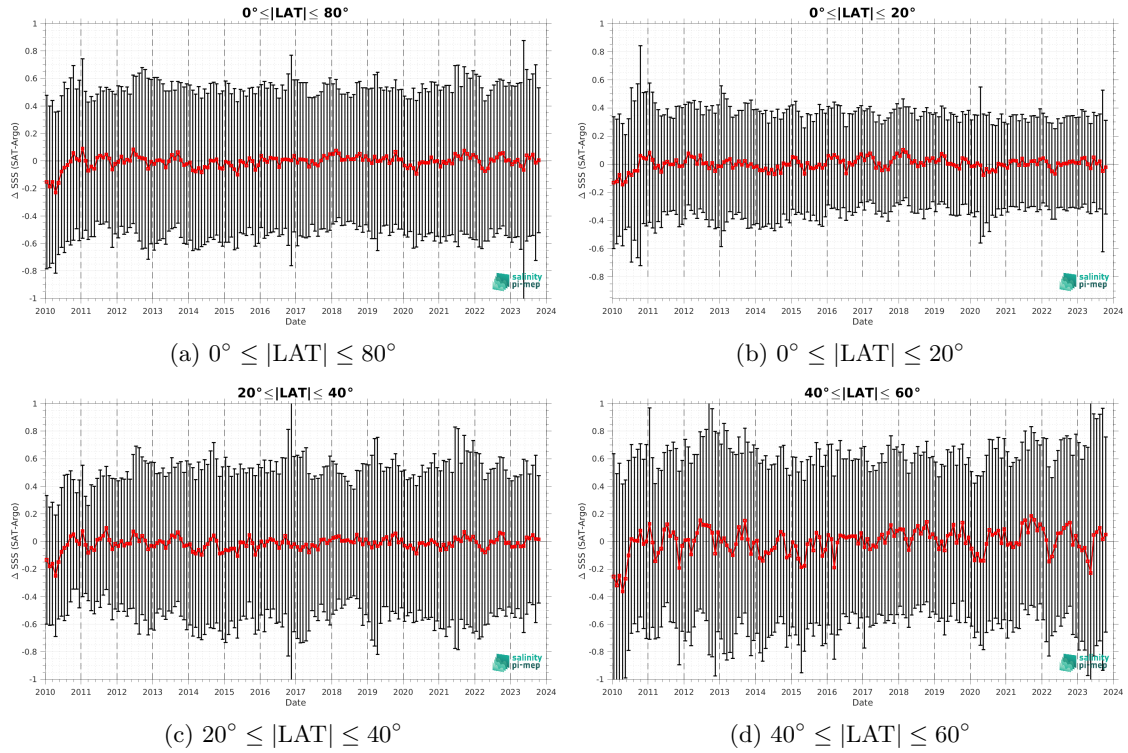 0°≤|LAT|≤ 80°
Δ SSS (SAT-Argo)
1
0.8
0.6
0.4
0.2
0
-0.2
-0.4
-0.6
-0.8
-1
2010 2011 2012 2013 2014 2015 2016 2017 2018 2019 2020 2021 2022 2023 2024
Date
salinity
pi-mep
(a) 0° ≤ |LAT| ≤ 80°
0°≤|LAT|≤ 20°
Δ SSS (SAT-Argo)
1
0.8
0.6
0.4
0.2
0
-0.2
-0.4
-0.6
-0.8
2010 2011 2012 2013 2014 2015 2016 2017 2018 2019 2020 2021 2022 2023 2024
Date
salinity
pi-mep
(b) 0° ≤ |LAT| ≤ 20°
20°≤|LAT|≤ 40°
Δ SSS (SAT-Argo)
1
0.8
0.6
0.4
0.2
0
-0.2
-0.4
-0.6
-0.8
-1
2010 2011 2012 2013 2014 2015 2016 2017 2018 2019 2020 2021 2022 2023 2024
Date
salinity
pi-mep
(c) 20° ≤ |LAT| ≤ 40°
40°≤|LAT|≤ 60°
Δ SSS (SAT-Argo)
1
0.8
0.6
0.4
0.2
0
-0.2
-0.4
-0.6
-0.8
-1
2010 2011 2012 2013 2014 2015 2016 2017 2018 2019 2020 2021 2022 2023 2024
Date
salinity
pi-mep
(d) 40° ≤ |LAT| ≤ 60°